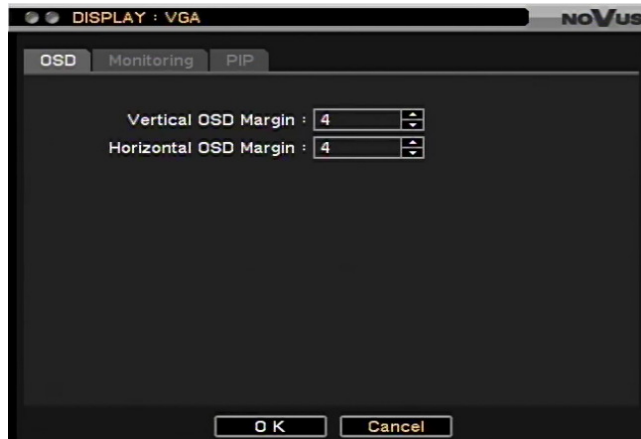 DISPLAY : VGA
NOVUS
OSD Monitoring PIP
Vertical OSD Margin : 4
Horizontal OSD Margin : 4
OK Cancel